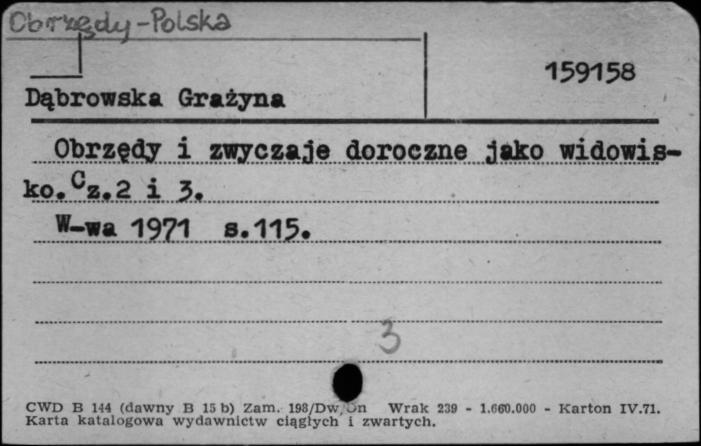 Obrzędy-Polska
159158
Dąbrowska Grażyna
Obrzędy i zwyczaje doroczne jako widowis-
ko. Cz.2 i 3.
W-wa 1971 s.115.
3
CWD B 144 (dawny B 15 b) Zam. 198/Dw/ Wrak 239 - 1.660.000 - Karton IV.71.
Karta katalogowa wydawnictw ciągłych i zwartych.